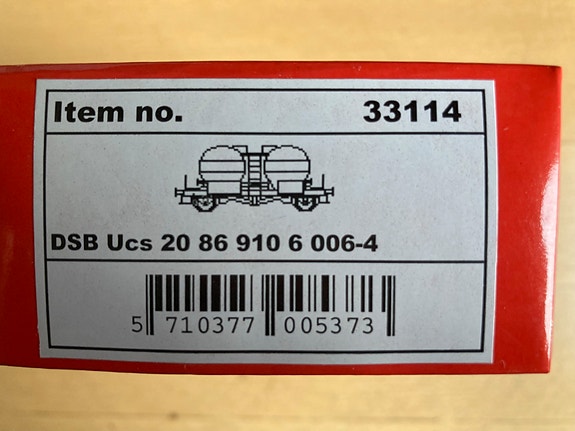 Item no. 33114
DSB Ucs 20 86 910 6 006-4
5 710377 005373